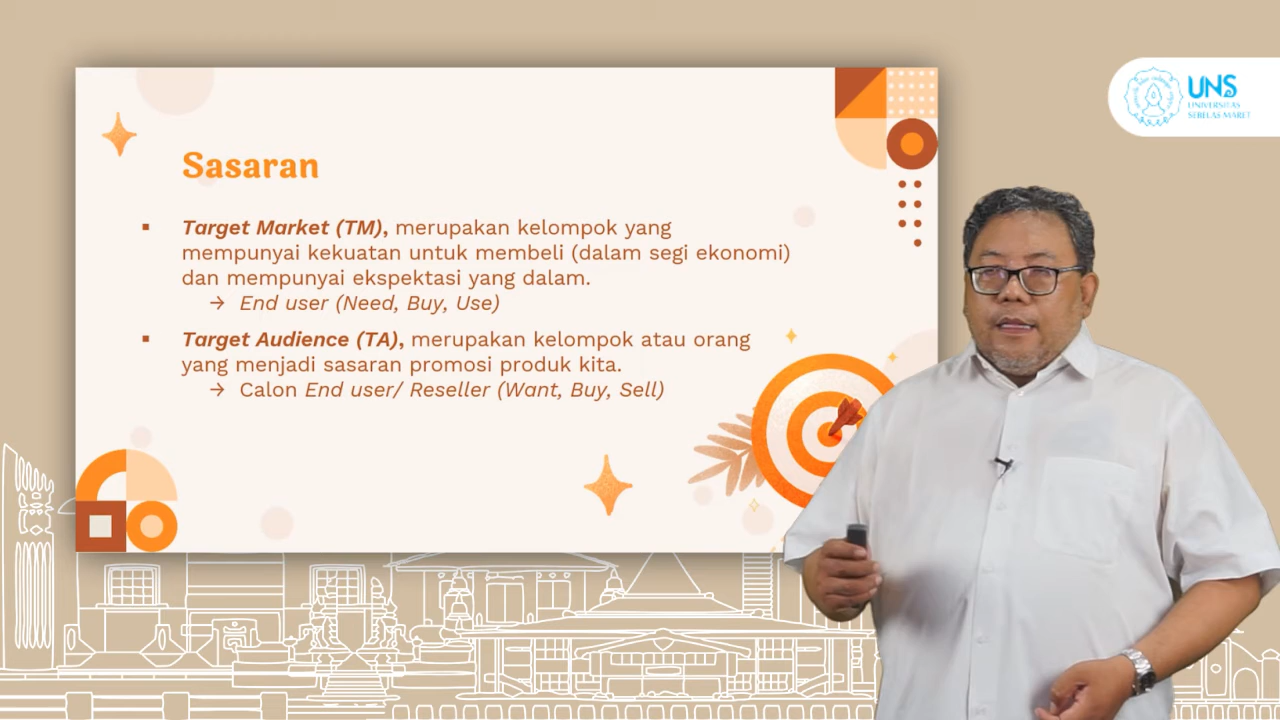 UNS
UNIVERSITAS
SEBELAS MARET
Sasaran
▪ Target Market (TM), merupakan kelompok yang
mempunyai kekuatan untuk membeli (dalam segi ekonomi)
dan mempunyai ekspektasi yang dalam.
→ End user (Need, Buy, Use)
▪ Target Audience (TA), merupakan kelompok atau orang
yang menjadi sasaran promosi produk kita.
→ Calon End user/ Reseller (Want, Buy, Sell)